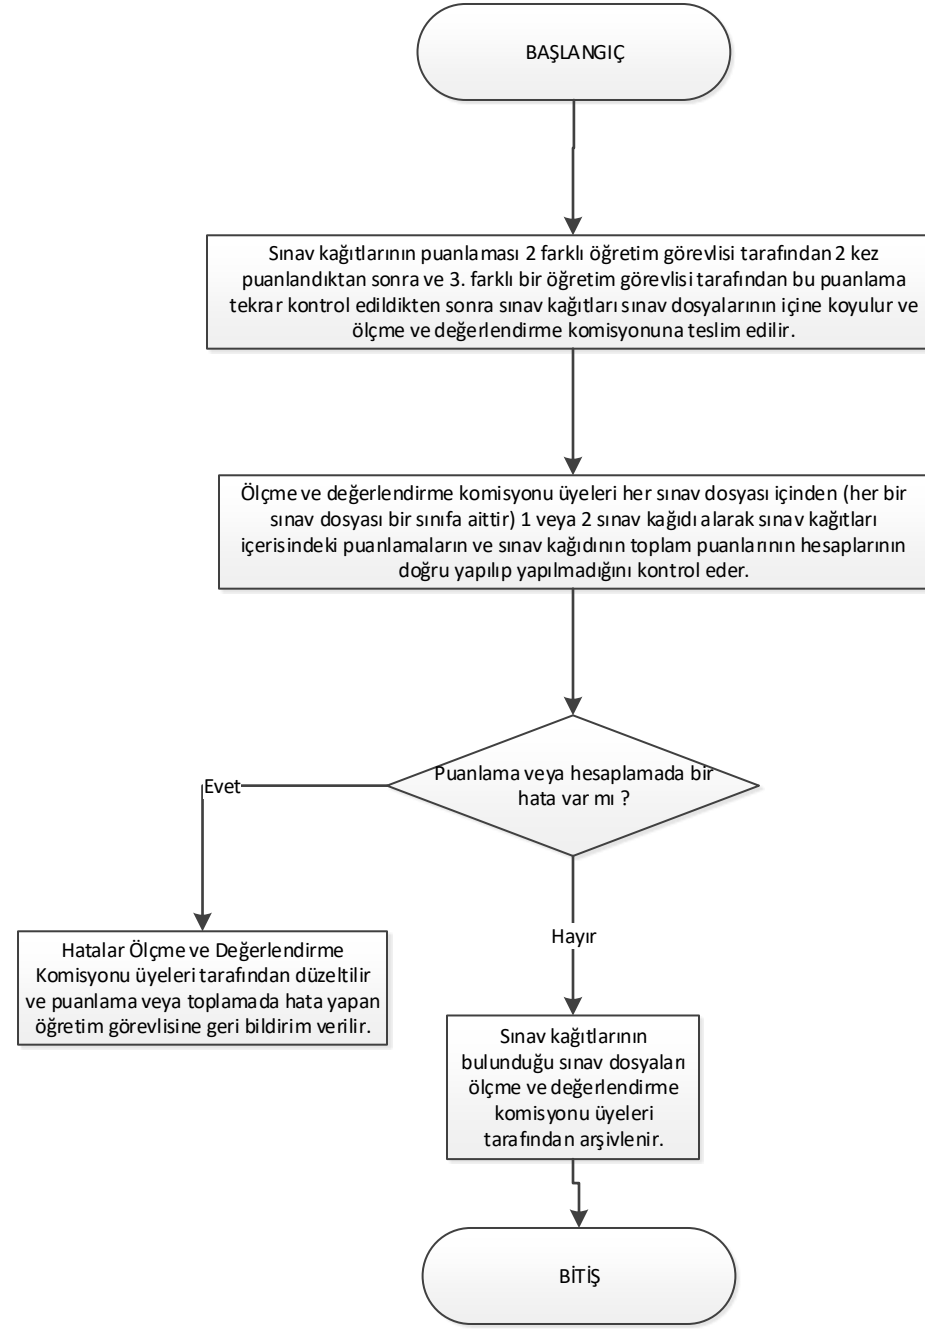 BAŞLANGIÇ
Sınav kağıtlarının puanlaması 2 farklı öğretim görevlisi tarafından 2 kez
puanlandıktan sonra ve 3. farklı bir öğretim görevlisi tarafından bu puanlama
tekrar kontrol edildikten sonra sınav kağıtları sınav dosyalarının içine koyulur ve
ölçme ve değerlendirme komisyonuna teslim edilir.
Ölçme ve değerlendirme komisyonu üyeleri her sınav dosyası içinden (her bir
sınav dosyası bir sınıfa aittir) 1 veya 2 sınav kağıdı alarak sınav kağıtları
içerisindeki puanlamaların ve sınav kağıdının toplam puanlarının hesaplarının
doğru yapılıp yapılmadığını kontrol eder.
Puanlama veya hesaplamada bir
hata var mı ?
Evet
Hayır
Hatalar Ölçme ve Değerlendirme
Komisyonu üyeleri tarafından düzeltilir
ve puanlama veya toplamada hata yapan
öğretim görevlisine geri bildirim verilir.
Sınav kağıtlarının
bulunduğu sınav dosyaları
ölçme ve değerlendirme
komisyonu üyeleri
tarafından arşivlenir.
BİTİŞ